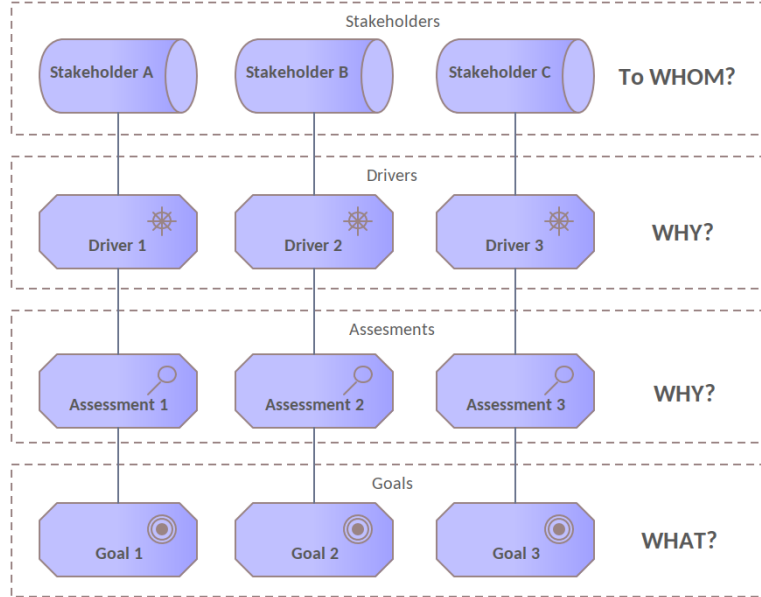 Stakeholders
Stakeholder A
Stakeholder B
Stakeholder C
To WHOM?
Drivers
Driver 1
Driver 2
Driver 3
WHY?
Assesments
Assessment 1
Assessment 2
Assessment 3
WHY?
Goals
Goal 1
Goal 2
Goal 3
WHAT?